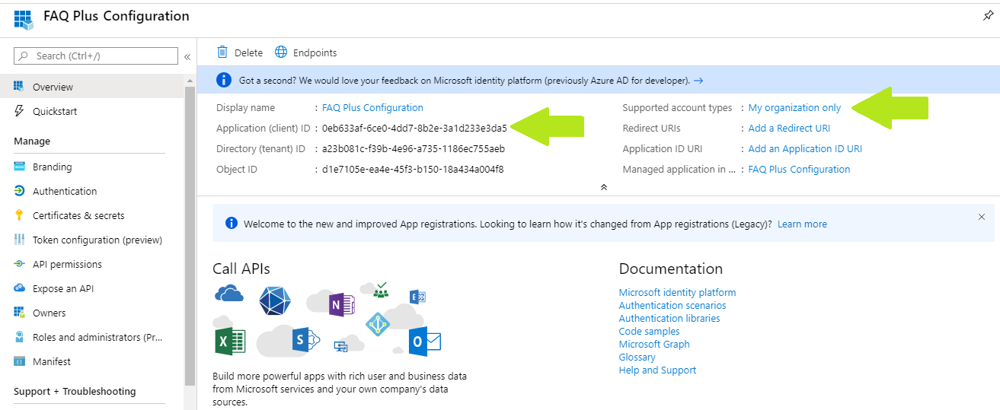 FAQ Plus Configuration
Search (Ctrl+/)
«
Overview
Quickstart
Manage
Branding
Authentication
Certificates & secrets
Token configuration (preview)
API permissions
Expose an API
Owners
Roles and administrators (Pr...
Manifest
Support + Troubleshooting
Delete
Endpoints
Got a second? We would love your feedback on Microsoft identity platform (previously Azure AD for developer). →
Display name : FAQ Plus Configuration
Application (client) ID : 0eb633af-6ce0-4dd7-8b2e-3a1d233e3da5
Directory (tenant) ID : a23b081c-f39b-4e96-a735-1186ec755aeb
Object ID : d1e7105e-ea4e-45f3-b150-18a434a004f8
Supported account types : My organization only
Redirect URIs : Add a Redirect URI
Application ID URI : Add an Application ID URI
Managed application in ... : FAQ Plus Configuration
Welcome to the new and improved App registrations. Looking to learn how it's changed from App registrations (Legacy)? Learn more
Call APIs
N
E
X
S
O
Build more powerful apps with rich user and business data
from Microsoft services and your own company's data
sources.
Documentation
Microsoft identity platform
Authentication scenarios
Authentication libraries
Code samples
Microsoft Graph
Glossary
Help and Support